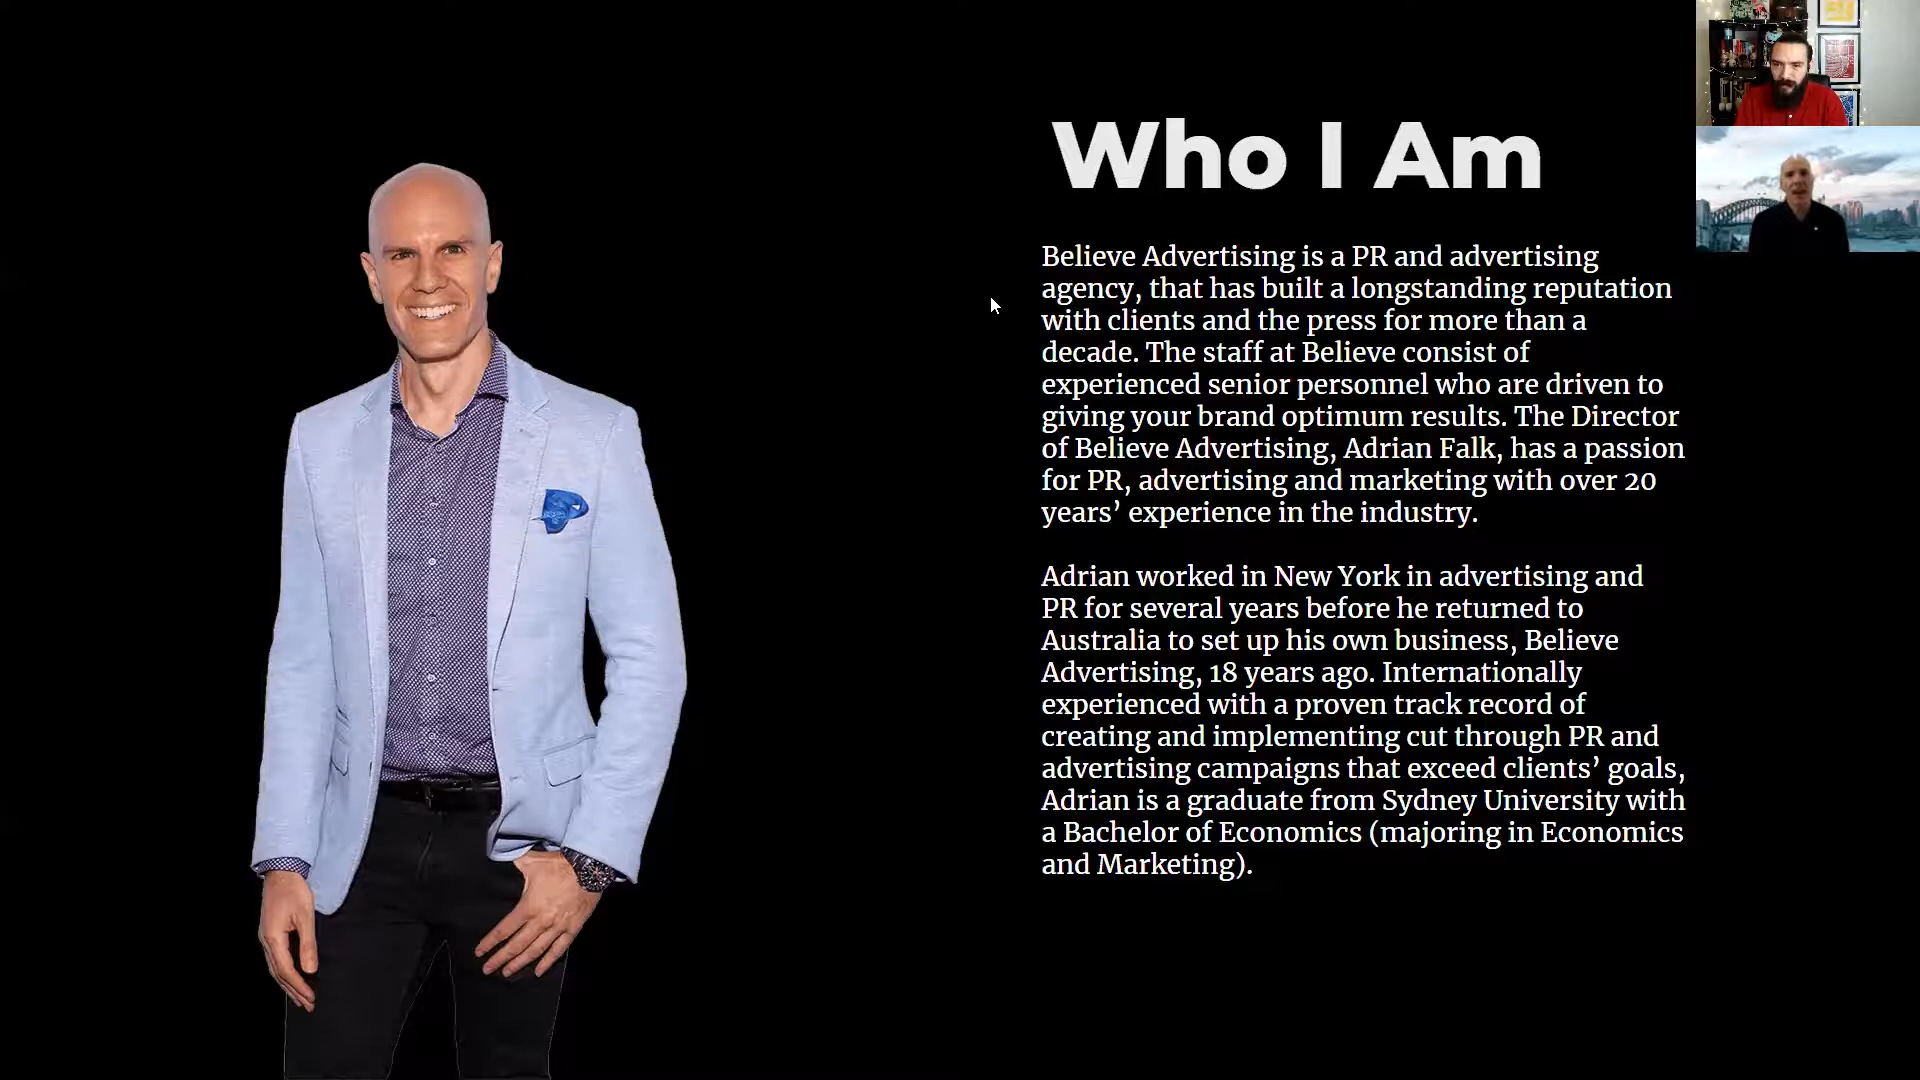 Who I Am
Believe Advertising is a PR and advertising
agency, that has built a longstanding reputation
with clients and the press for more than a
decade. The staff at Believe consist of
experienced senior personnel who are driven to
giving your brand optimum results. The Director
of Believe Advertising, Adrian Falk, has a passion
for PR, advertising and marketing with over 20
years’ experience in the industry.
Adrian worked in New York in advertising and
PR for several years before he returned to
Australia to set up his own business, Believe
Advertising, 18 years ago. Internationally
experienced with a proven track record of
creating and implementing cut through PR and
advertising campaigns that exceed clients’ goals,
Adrian is a graduate from Sydney University with
a Bachelor of Economics (majoring in Economics
and Marketing).